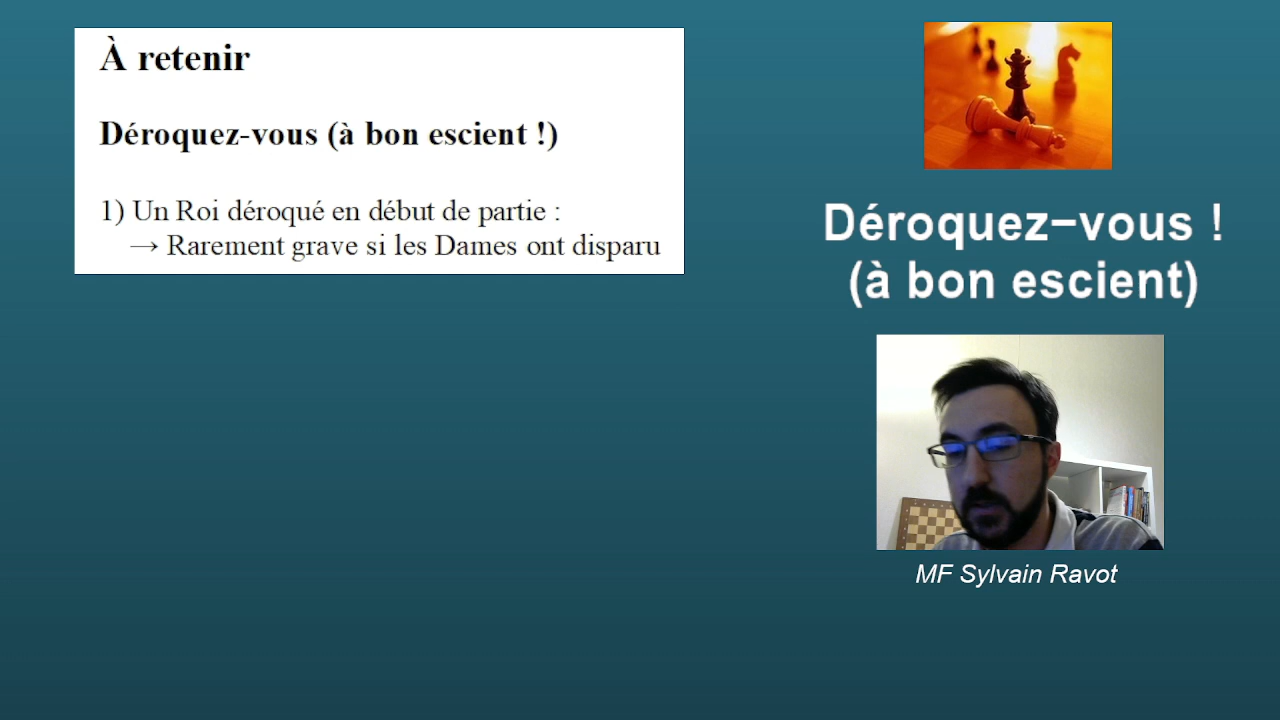 À retenir
Déroquez-vous (à bon escient !)
1) Un Roi déroqué en début de partie :
→ Rarement grave si les Dames ont disparu
Déroquez–vous !
(à bon escient)
MF Sylvain Ravot